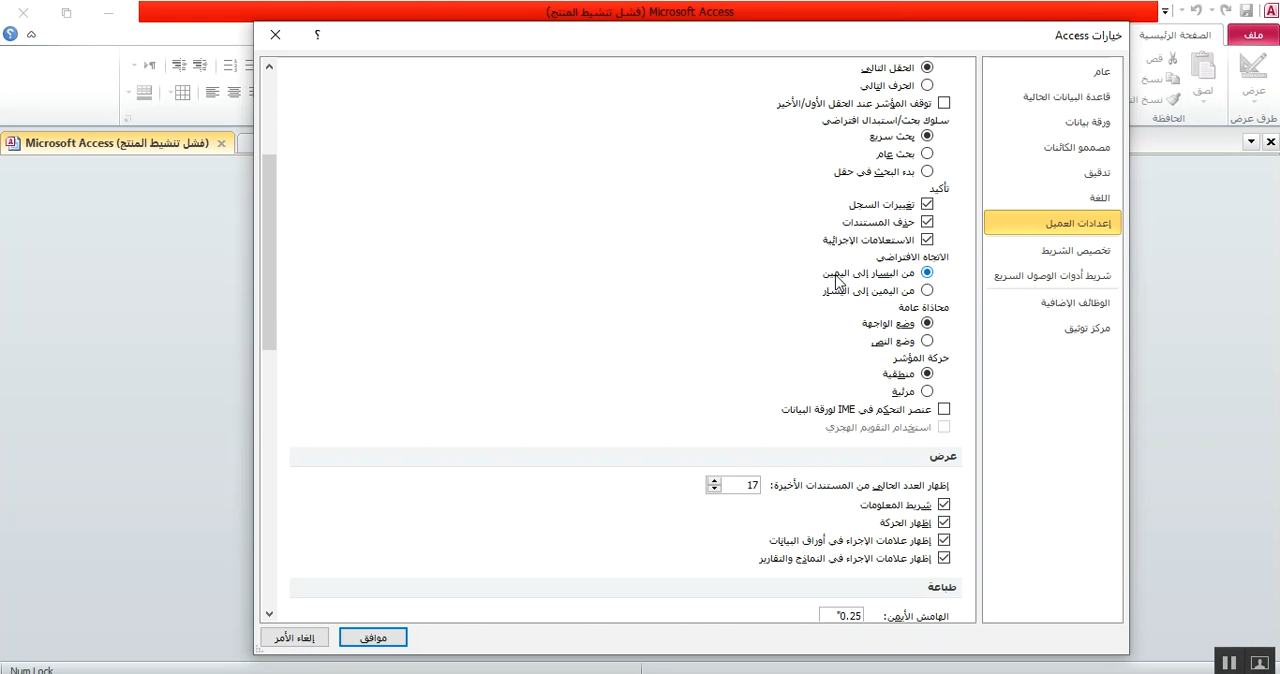 Microsoft Access (فشل تنشيط المنتج)
ملف
الصفحة الرئيسية
عرض
لصق
قص
نسخ
طرق عرض
الحافظة
Microsoft Access (فشل تنشيط المنتج)
خيارات Access
؟
عام
قاعدة البيانات الحالية
ورقة بيانات
مصممو الكائنات
تدقيق
اللغة
إعدادات العميل
تخصيص الشريط
شريط أدوات الوصول السريع
الوظائف الإضافية
مركز توثيق
الحقل التالي
الحرف التالي
توقف المؤشر عند الحقل الأول/الأخير
سلوك بحث/استبدال افتراضي
بحث سريع
بحث عام
بدء البحث في حقل
تأكيد
تغييرات السجل
حذف المستندات
الاستعلامات الإجرائية
الاتجاه الافتراضي
من اليسار إلى اليمين
من اليمين إلى اليسار
محاذاة عامة
وضع الواجهة
وضع النص
حركة المؤشر
منطقية
مرئية
عنصر التحكم في IME لورقة البيانات
استخدام التقويم الهجري
عرض
إظهار العدد الحالي من المستندات الأخيرة: 17
شريط المعلومات
إظهار الحركة
إظهار علامات الإجراء في أوراق البيانات
إظهار علامات الإجراء في النماذج والتقارير
طباعة
الهامش الأيمن: 0.25"
موافق
إلغاء الأمر
Num Lock